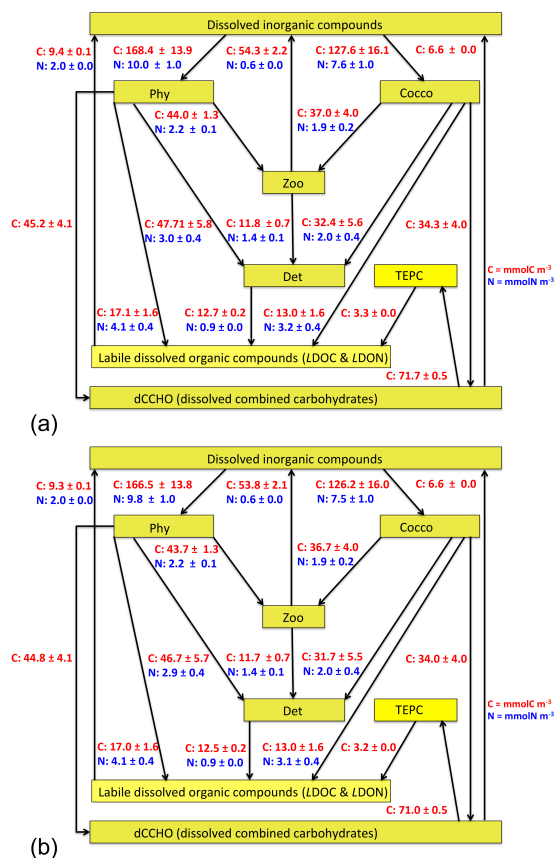 Dissolved inorganic compounds
C: 9.4 ± 0.1 C: 168.4 ± 13.9 C: 54.3 ± 2.2 C: 127.6 ± 16.1 C: 6.6 ± 0.0
N: 2.0 ± 0.0 N: 10.0 ± 1.0 N: 0.6 ± 0.0 N: 7.6 ± 1.0
Phy Cocco
C: 44.0 ± 1.3 C: 37.0 ± 4.0
N: 2.2 ± 0.1 N: 1.9 ± 0.2
Zoo
C: 45.2 ± 4.1 C: 47.71 ± 5.8 C: 11.8 ± 0.7 C: 32.4 ± 5.6 C: 34.3 ± 4.0
N: 3.0 ± 0.4 N: 1.4 ± 0.1 N: 2.0 ± 0.4
C = mmolC m⁻³
N = mmolN m⁻³
Det TEPC
C: 17.1 ± 1.6 C: 12.7 ± 0.2 C: 13.0 ± 1.6 C: 3.3 ± 0.0
N: 4.1 ± 0.4 N: 0.9 ± 0.0 N: 3.2 ± 0.4
Labile dissolved organic compounds (LDOC & LDON)
C: 71.7 ± 0.5
dCCHO (dissolved combined carbohydrates)
(a)
Dissolved inorganic compounds
C: 9.3 ± 0.1 C: 166.5 ± 13.8 C: 53.8 ± 2.1 C: 126.2 ± 16.0 C: 6.6 ± 0.0
N: 2.0 ± 0.0 N: 9.8 ± 1.0 N: 0.6 ± 0.0 N: 7.5 ± 1.0
Phy Cocco
C: 43.7 ± 1.3 C: 36.7 ± 4.0
N: 2.2 ± 0.1 N: 1.9 ± 0.2
Zoo
C: 44.8 ± 4.1 C: 46.7 ± 5.7 C: 11.7 ± 0.7 C: 31.7 ± 5.5 C: 34.0 ± 4.0
N: 2.9 ± 0.4 N: 1.4 ± 0.1 N: 2.0 ± 0.4
C = mmolC m⁻³
N = mmolN m⁻³
Det TEPC
C: 17.0 ± 1.6 C: 12.5 ± 0.2 C: 13.0 ± 1.6 C: 3.2 ± 0.0
N: 4.1 ± 0.4 N: 0.9 ± 0.0 N: 3.1 ± 0.4
Labile dissolved organic compounds (LDOC & LDON)
C: 71.0 ± 0.5
dCCHO (dissolved combined carbohydrates)
(b)